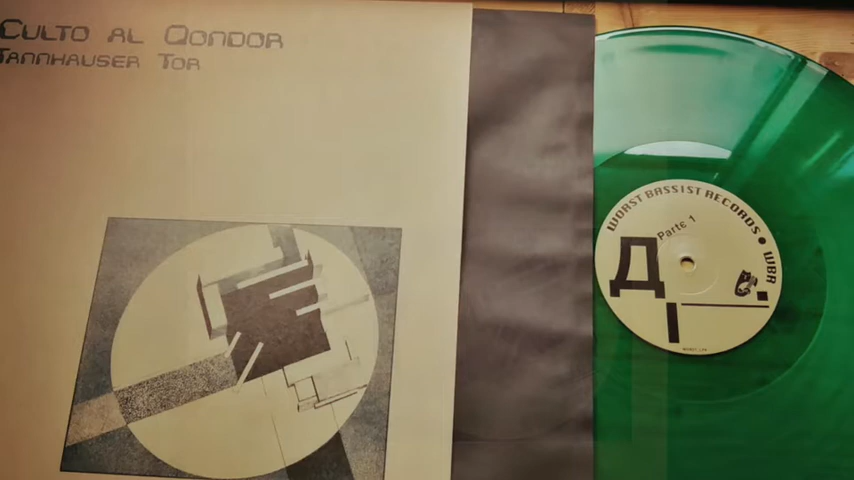 Culto al Qondor
Tannhauser Tor
WORST BASSIST RECORDS • WBR
Parte 1
Д